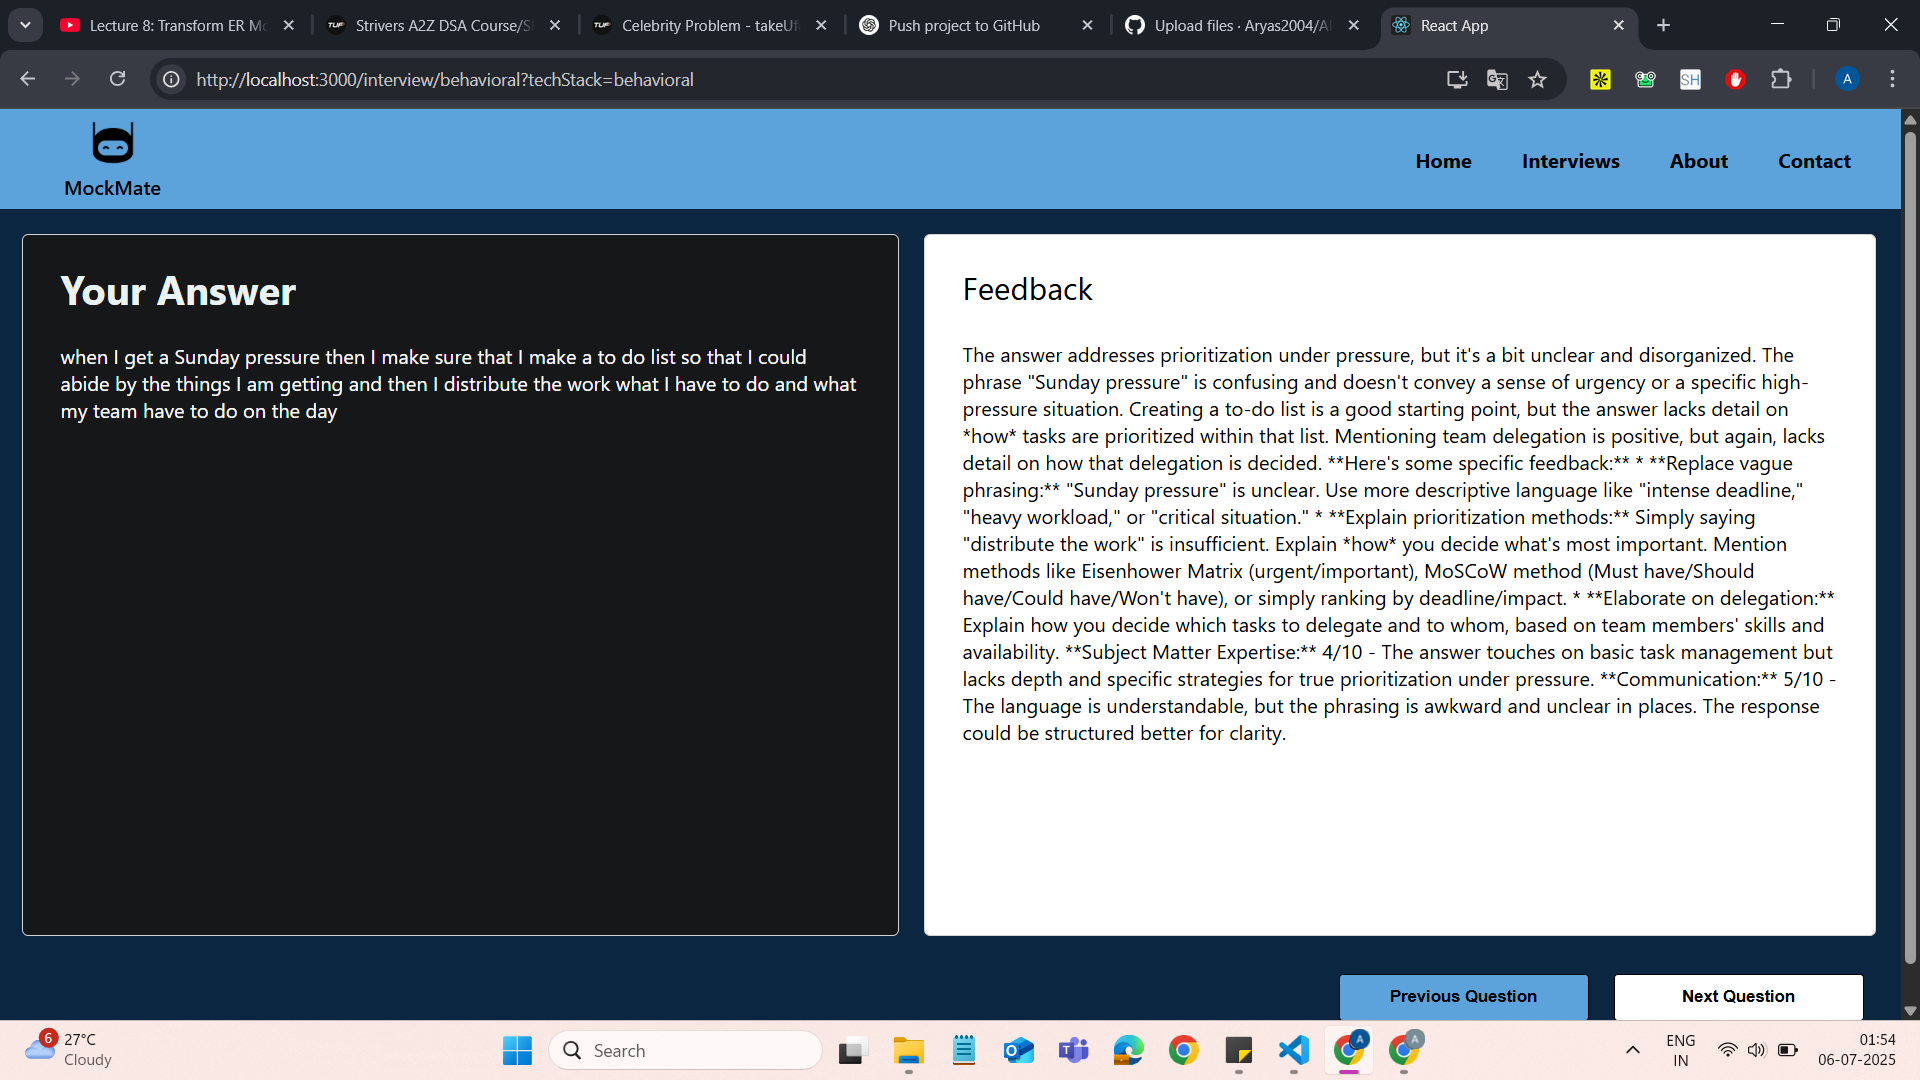 Lecture 8: Transform ER Mo
Strivers A2Z DSA Course/S
Celebrity Problem - takeUf
Push project to GitHub
Upload files · Aryas2004/A
React App
http://localhost:3000/interview/behavioral?techStack=behavioral
SH
A
MockMate
Home
Interviews
About
Contact
Your Answer
when I get a Sunday pressure then I make sure that I make a to do list so that I could
abide by the things I am getting and then I distribute the work what I have to do and what
my team have to do on the day
Feedback
The answer addresses prioritization under pressure, but it's a bit unclear and disorganized. The
phrase "Sunday pressure" is confusing and doesn't convey a sense of urgency or a specific high-
pressure situation. Creating a to-do list is a good starting point, but the answer lacks detail on
*how* tasks are prioritized within that list. Mentioning team delegation is positive, but again, lacks
detail on how that delegation is decided. **Here's some specific feedback:** * **Replace vague
phrasing:** "Sunday pressure" is unclear. Use more descriptive language like "intense deadline,"
"heavy workload," or "critical situation." * **Explain prioritization methods:** Simply saying
"distribute the work" is insufficient. Explain *how* you decide what's most important. Mention
methods like Eisenhower Matrix (urgent/important), MoSCoW method (Must have/Should
have/Could have/Won't have), or simply ranking by deadline/impact. * **Elaborate on delegation:**
Explain how you decide which tasks to delegate and to whom, based on team members' skills and
availability. **Subject Matter Expertise:** 4/10 - The answer touches on basic task management but
lacks depth and specific strategies for true prioritization under pressure. **Communication:** 5/10 -
The language is understandable, but the phrasing is awkward and unclear in places. The response
could be structured better for clarity.
Previous Question
Next Question
6
27°C
Cloudy
Search
ENG
IN
01:54
06-07-2025